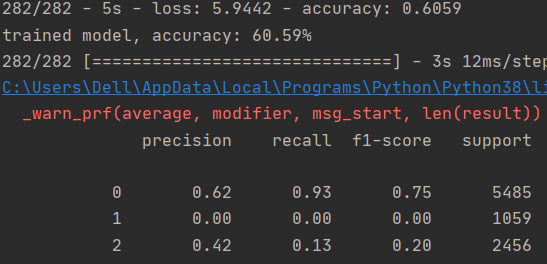 282/282 - 5s - loss: 5.9442 - accuracy: 0.6059
trained model, accuracy: 60.59%
282/282 [==============================] - 3s 12ms/step
C:\Users\Dell\AppData\Local\Programs\Python\Python38\li
_warn_prf(average, modifier, msg_start, len(result))
precision recall f1-score support
0 0.62 0.93 0.75 5485
1 0.00 0.00 0.00 1059
2 0.42 0.13 0.20 2456